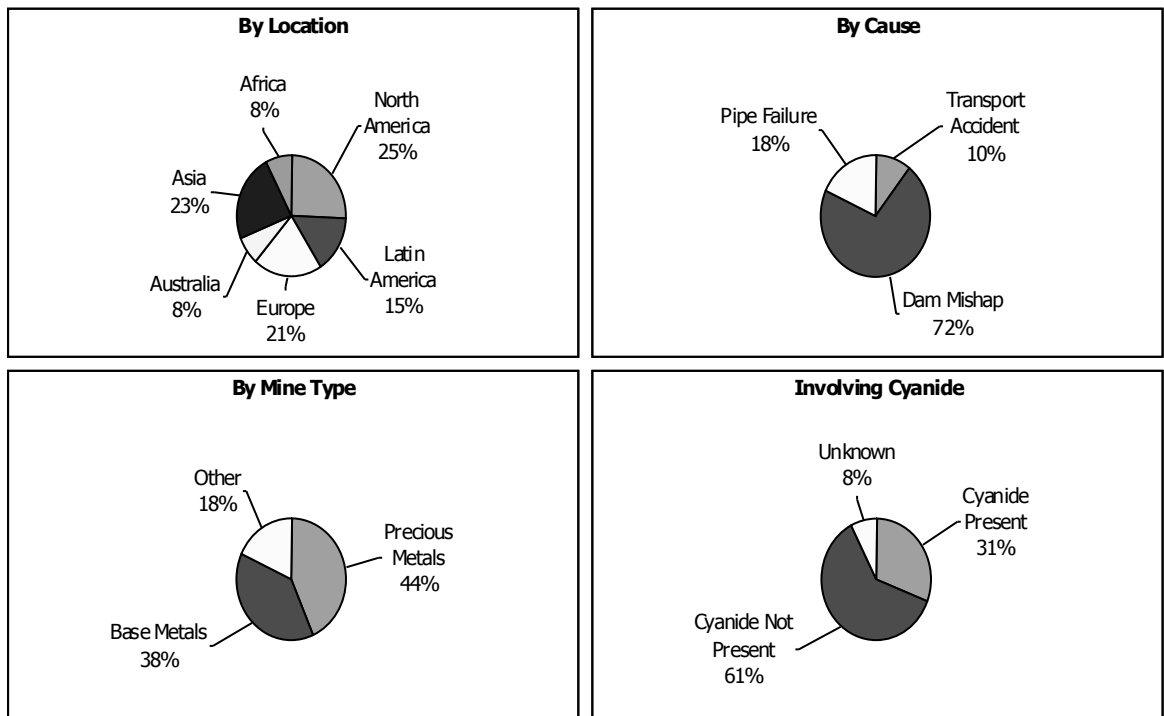 By Location
Africa
8%
North
America
25%
Asia
23%
Latin
America
15%
Australia
8%
Europe
21%
By Cause
Pipe Failure
18%
Transport
Accident
10%
Dam Mishap
72%
By Mine Type
Other
18%
Precious
Metals
44%
Base Metals
38%
Involving Cyanide
Unknown
8%
Cyanide
Present
31%
Cyanide Not
Present
61%